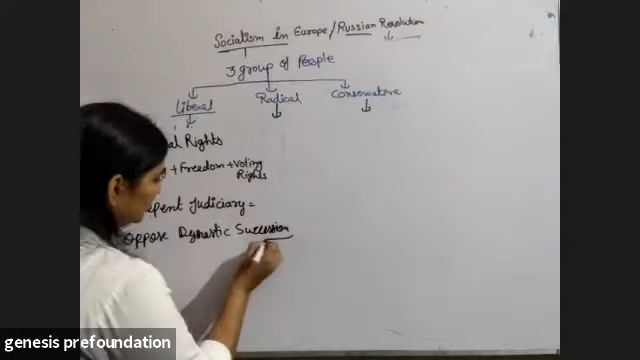 Socialism in Europe/Russian Revolution
3 group of People
Liberal Radical Conservative
Rights
+ Freedom + Voting
Rights
Judiciary =
Oppose Dynastic Succession
genesis prefoundation